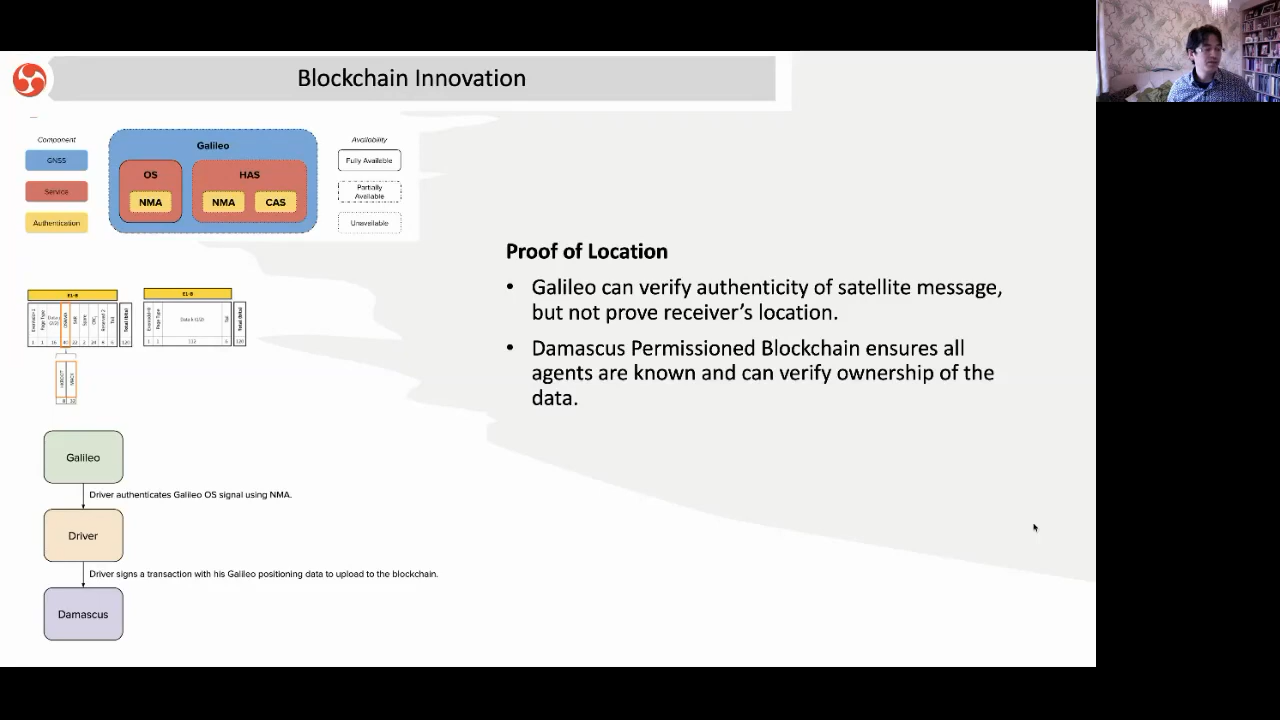 Blockchain Innovation
Component
GNSS
Service
Authentication
Galileo
OS
NMA
HAS
NMA
CAS
Availability
Fully Available
Partially
Available
Unavailable
E1-B
E1-B
Galileo
Driver authenticates Galileo OS signal using NMA.
Driver
Driver signs a transaction with his Galileo positioning data to upload to the blockchain.
Damascus
Proof of Location
• Galileo can verify authenticity of satellite message,
but not prove receiver’s location.
• Damascus Permissioned Blockchain ensures all
agents are known and can verify ownership of the
data.